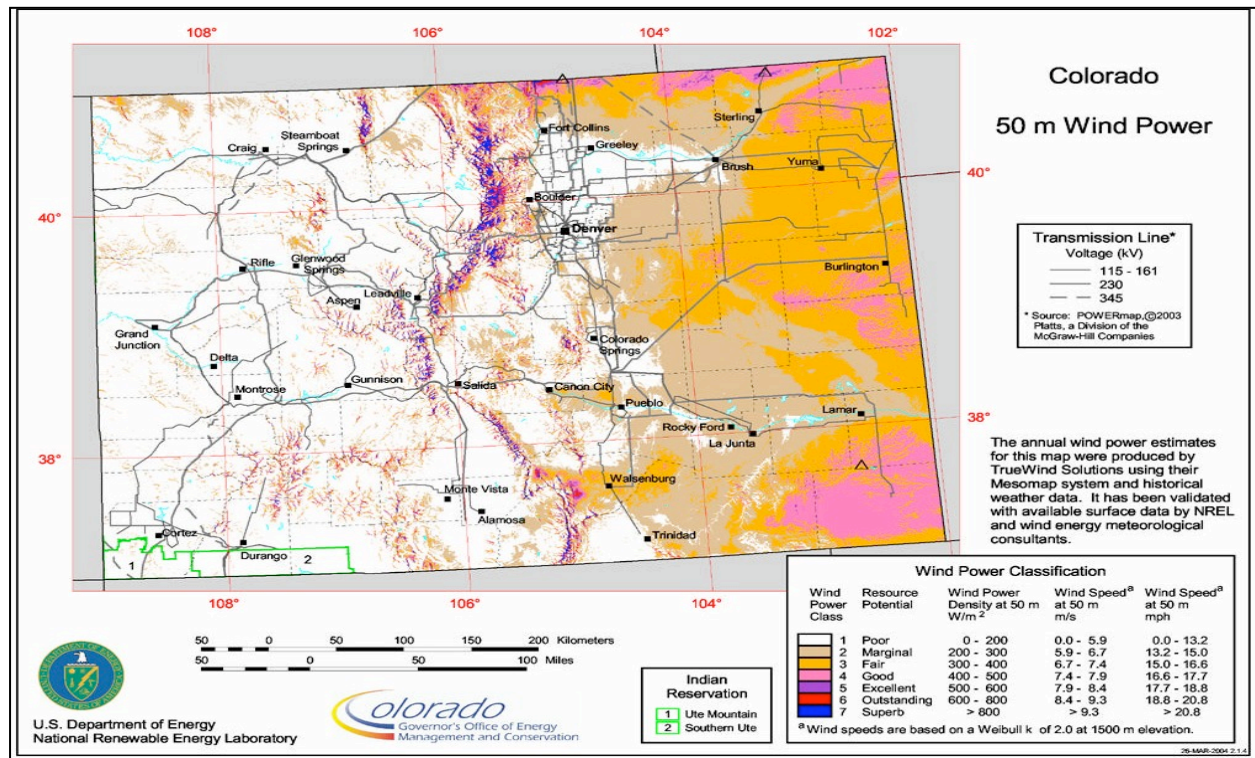 108°
106°
104°
102°
Colorado
50 m Wind Power
Fort Collins
Sterling
Steamboat
Springs
Craig
Greeley
Brush
Yuma
40°
Boulder
40°
Denver
Transmission Line*
Voltage (kV)
115 - 161
230
345
* Source: POWERmap,©2003
Platts, a Division of the
McGraw-Hill Companies
Rifle
Glenwood
Springs
Burlington
Leadville
Aspen
Grand
Junction
Colorado
Springs
Delta
Montrose
Gunnison
Salida
Canon City
Pueblo
Lamar
38°
Rocky Ford
La Junta
38°
The annual wind power estimates
for this map were produced by
TrueWind Solutions using their
Mesomap system and historical
weather data. It has been validated
with available surface data by NREL
and wind energy meteorological
consultants.
Walsenburg
Monte Vista
Alamosa
Cortez
Trinidad
Durango
1
2
108°
106°
104°
Wind Power Classification
Wind Power Class Resource Potential Wind Power Density at 50 m W/m 2 Wind Speed a at 50 m m/s Wind Speed a at 50 m mph
1 Poor 0 - 200 0.0 - 5.9 0.0 - 13.2
2 Marginal 200 - 300 5.9 - 6.7 13.2 - 15.0
3 Fair 300 - 400 6.7 - 7.4 15.0 - 16.6
4 Good 400 - 500 7.4 - 7.9 16.6 - 17.7
5 Excellent 500 - 600 7.9 - 8.4 17.7 - 18.8
6 Outstanding 600 - 800 8.4 - 9.3 18.8 - 20.8
7 Superb > 800 > 9.3 > 20.8
a Wind speeds are based on a Weibull k of 2.0 at 1500 m elevation.
50 0 50 100 150 200 Kilometers
50 0 50 100 Miles
Indian
Reservation
1 Ute Mountain
2 Southern Ute
U.S. Department of Energy
National Renewable Energy Laboratory
Colorado
Governor's Office of Energy
Management and Conservation
26-MAR-2004 2.1.4